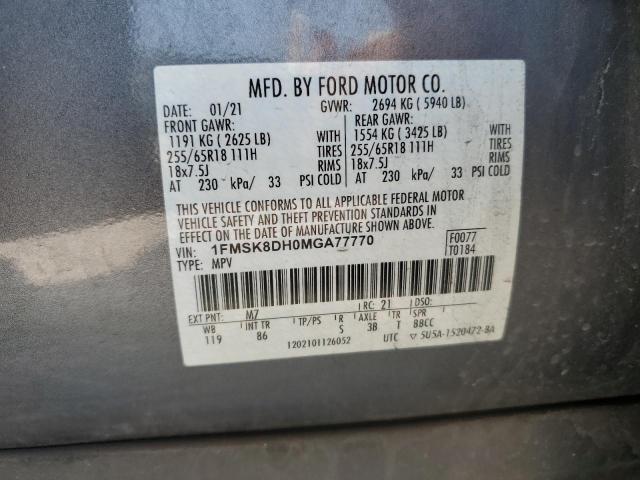 MFD. BY FORD MOTOR CO.
DATE: 01/21 GVWR: 2694 KG ( 5940 LB)
FRONT GAWR: REAR GAWR:
1191 KG ( 2625 LB) WITH 1554 KG ( 3425 LB) WITH
255/65R18 111H TIRES 255/65R18 111H TIRES
18x7.5J RIMS 18x7.5J RIMS
AT 230 kPa/ 33 PSI COLD AT 230 kPa/ 33 PSI COLD
THIS VEHICLE CONFORMS TO ALL APPLICABLE FEDERAL MOTOR
VEHICLE SAFETY AND THEFT PREVENTION STANDARDS IN
EFFECT ON THE DATE OF MANUFACTURE SHOWN ABOVE.
VIN: 1FMSK8DH0MGA77770 F0077
TYPE: MPV T0184
EXT PNT: M7 RC: 21 DSO:
WB INT TR TP/PS R AXLE TR SPR
119 86 S 3B T BBCC
1202101126052 UTC 5U5A-1520472-BA